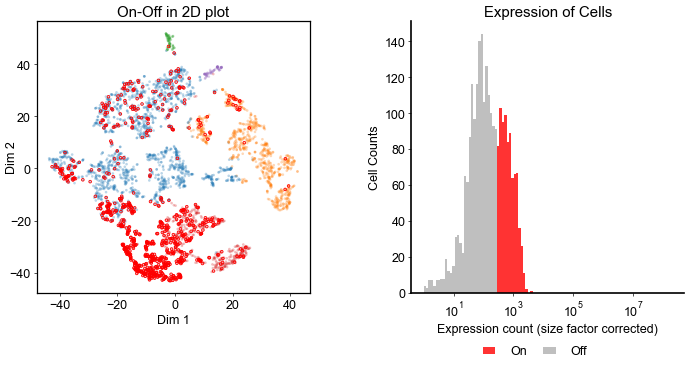 On-Off in 2D plot
Dim 2
40
20
0
−20
−40
−40 −20 0 20 40
Dim 1
Expression of Cells
Cell Counts
140
120
100
80
60
40
20
0
10^1 10^3 10^5 10^7
Expression count (size factor corrected)
On Off